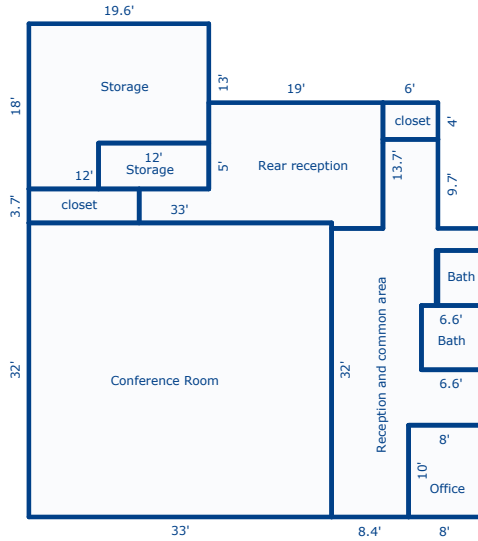 19.6'
18'
Storage
13'
19'
6'
closet
4'
12'
Storage
12'
5'
Rear reception
13.7'
9.7'
3.7'
closet
33'
Bath
6.6'
Bath
6.6'
32'
Conference Room
32'
Reception and common area
8'
10'
Office
33'
8.4'
8'